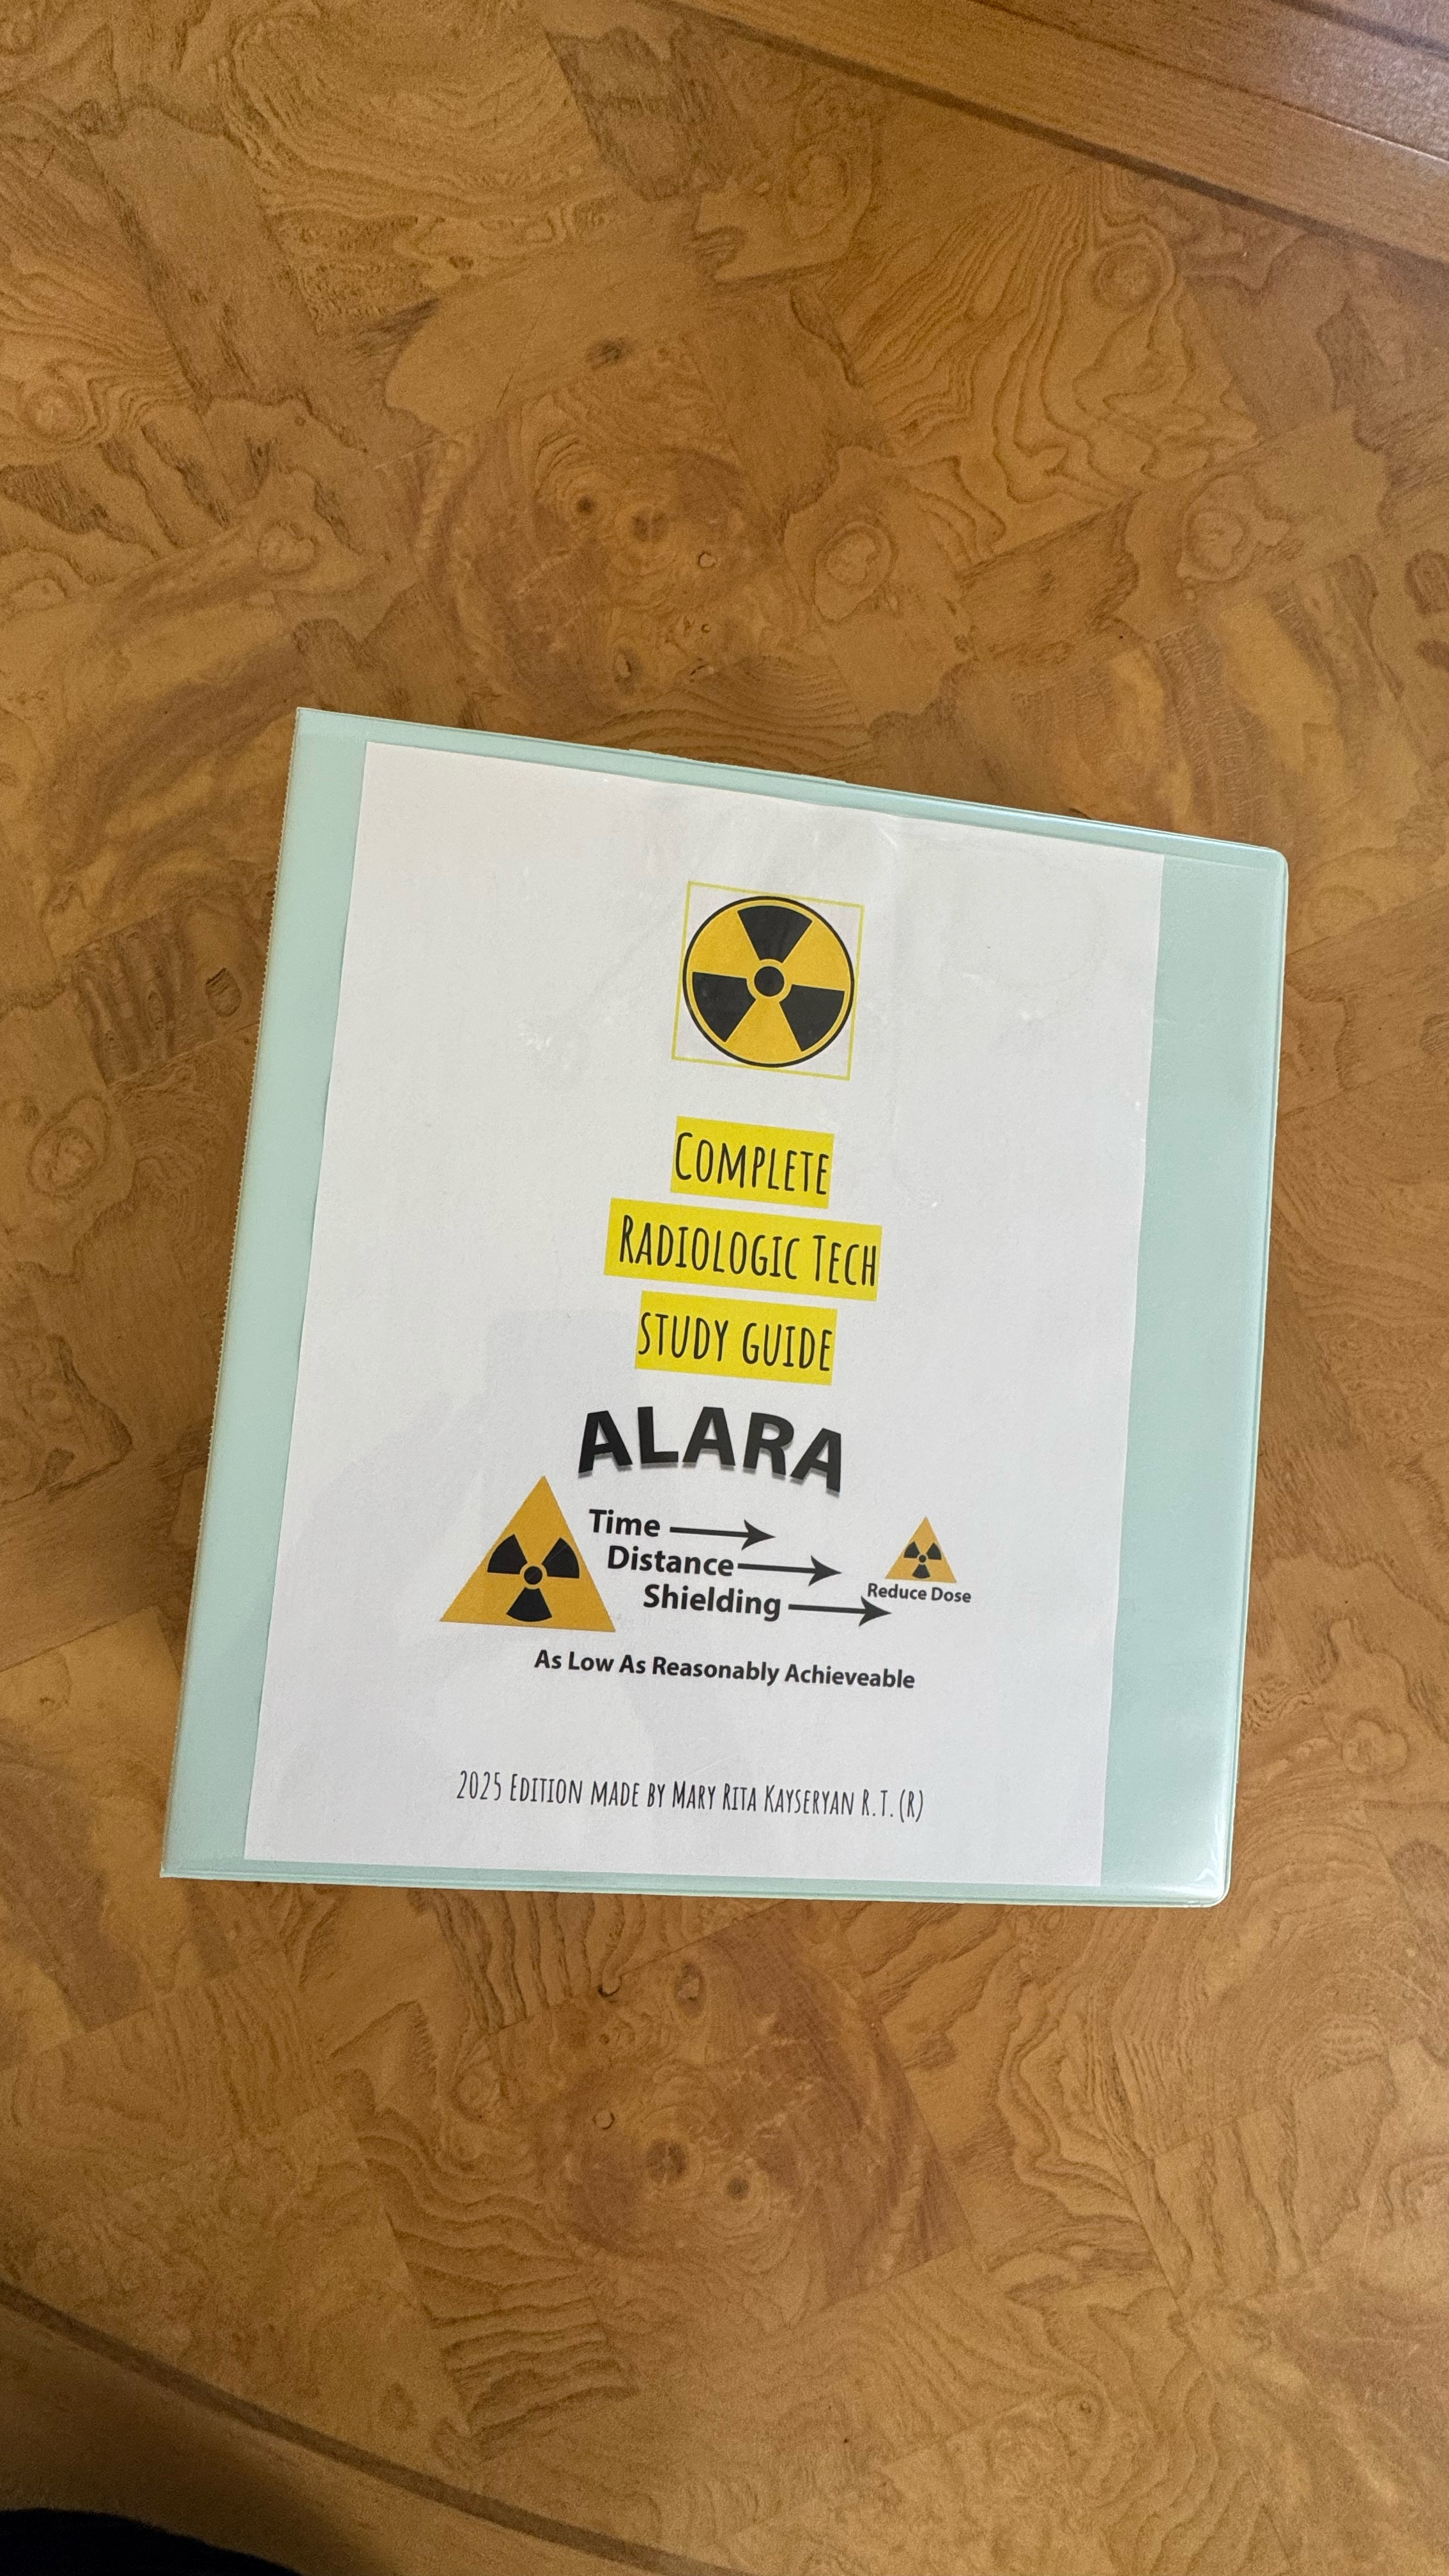 COMPLETE
RADIOLOGIC TECH
STUDY GUIDE
ALARA
Time
Distance
Shielding
Reduce Dose
As Low As Reasonably Achieveable
2025 EDITION MADE BY MARY RITA KAYSERYAN R.T.(R)